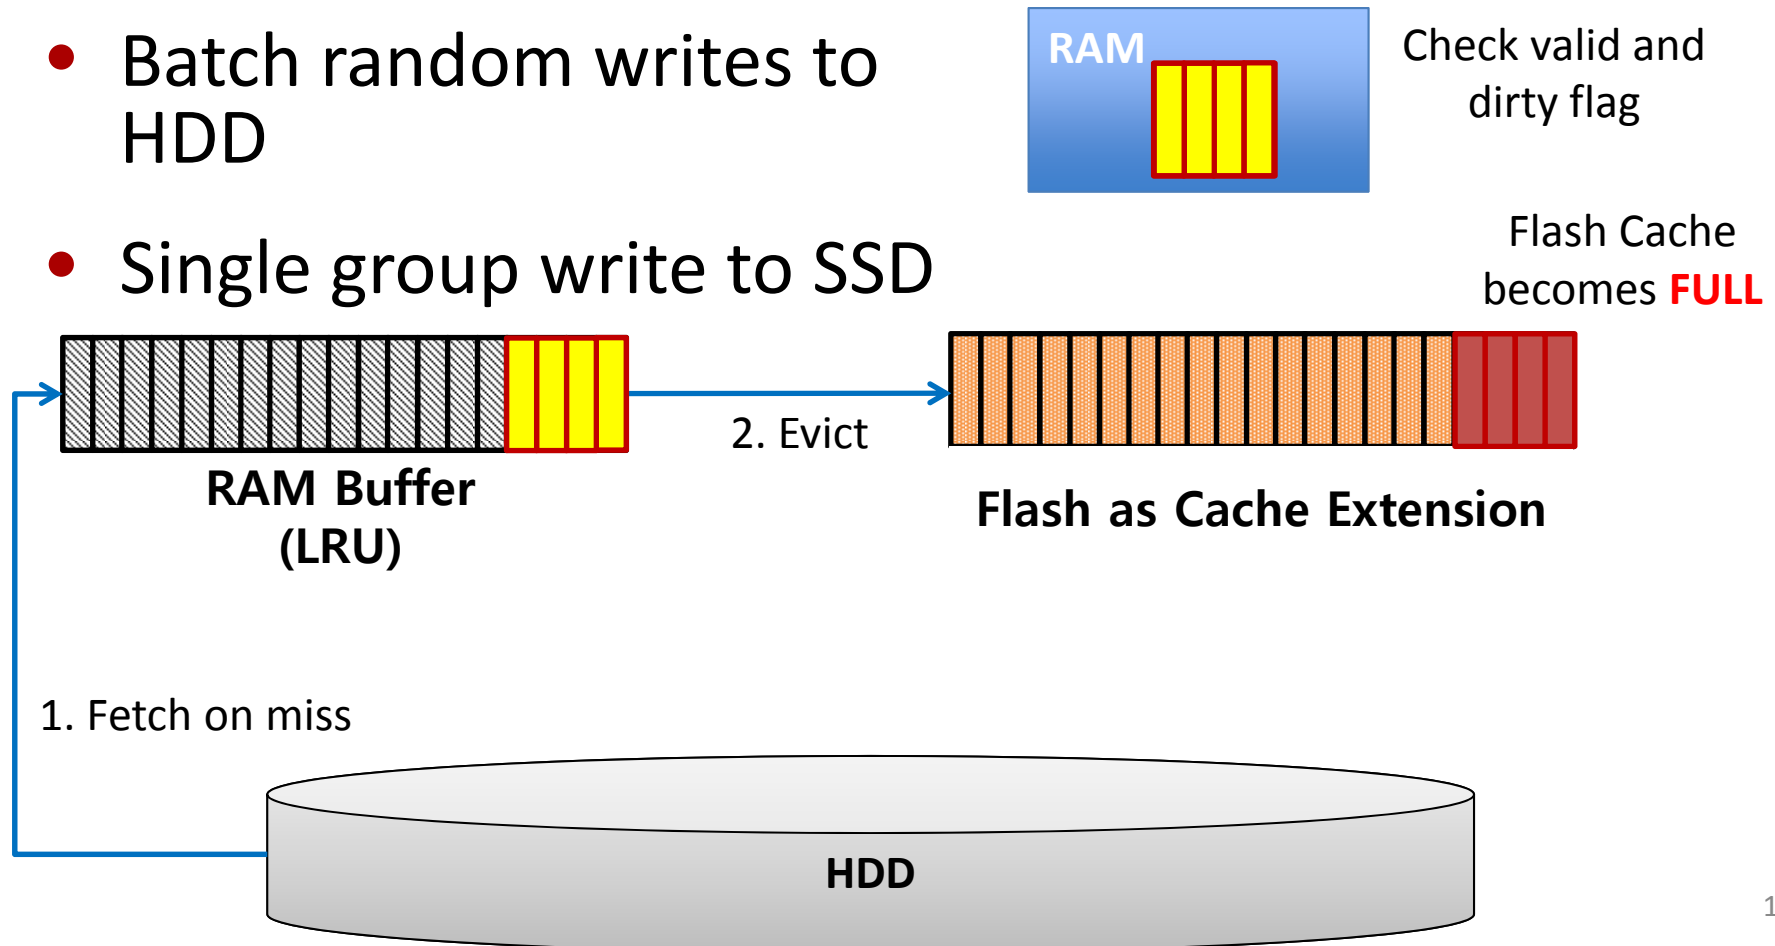 • Batch random writes to
HDD
• Single group write to SSD
RAM
Check valid and
dirty flag
Flash Cache
becomes FULL
2. Evict
RAM Buffer
(LRU)
Flash as Cache Extension
1. Fetch on miss
HDD
1